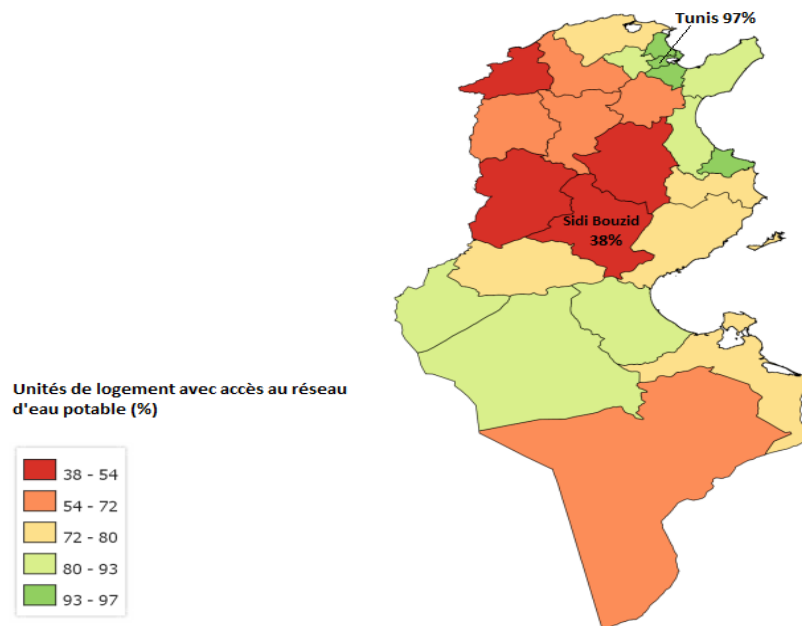 Tunis 97%
Sidi Bouzid
38%
Unités de logement avec accès au réseau
d'eau potable (%)
38 - 54
54 - 72
72 - 80
80 - 93
93 - 97